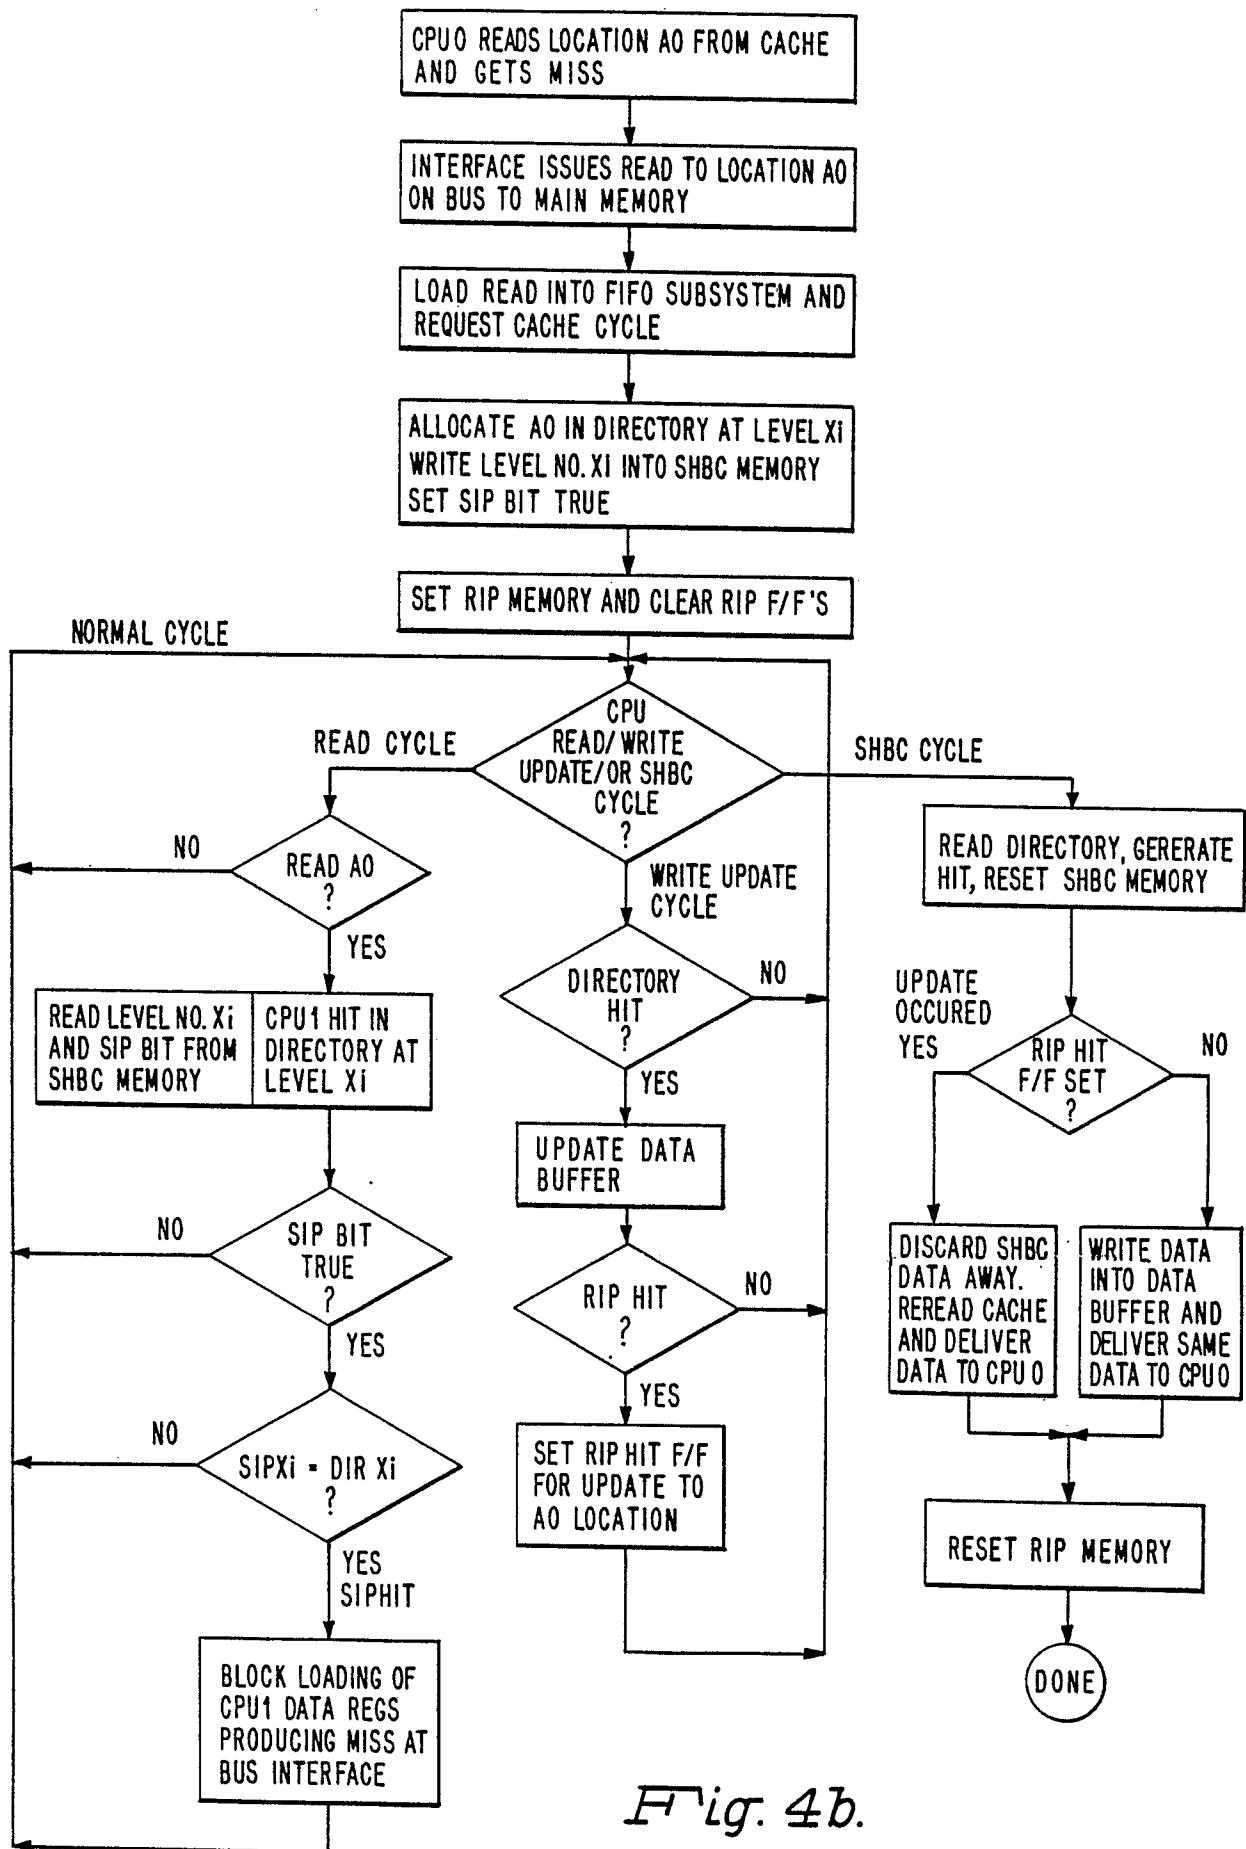 CPU0 READS LOCATION A0 FROM CACHE
AND GETS MISS
INTERFACE ISSUES READ TO LOCATION A0
ON BUS TO MAIN MEMORY
LOAD READ INTO FIFO SUBSYSTEM AND
REQUEST CACHE CYCLE
ALLOCATE A0 IN DIRECTORY AT LEVEL Xi
WRITE LEVEL NO. XI INTO SHBC MEMORY
SET SIP BIT TRUE
SET RIP MEMORY AND CLEAR RIP F/F'S
NORMAL CYCLE
CPU
READ/WRITE
UPDATE/OR SHBC
CYCLE
?
READ CYCLE
SHBC CYCLE
WRITE UPDATE
CYCLE
READ A0
?
NO
YES
READ LEVEL NO. Xi
AND SIP BIT FROM
SHBC MEMORY
CPU1 HIT IN
DIRECTORY AT
LEVEL Xi
SIP BIT
TRUE
?
NO
YES
SIPXi = DIR Xi
?
NO
YES
SIPHIT
BLOCK LOADING OF
CPU1 DATA REGS
PRODUCING MISS AT
BUS INTERFACE
DIRECTORY
HIT
?
NO
YES
UPDATE DATA
BUFFER
RIP HIT
?
NO
YES
SET RIP HIT F/F
FOR UPDATE TO
A0 LOCATION
READ DIRECTORY, GERERATE
HIT, RESET SHBC MEMORY
UPDATE
OCCURED
YES
RIP HIT
F/F SET
?
NO
DISCARD SHBC
DATA AWAY.
REREAD CACHE
AND DELIVER
DATA TO CPU0
WRITE DATA
INTO DATA
BUFFER AND
DELIVER SAME
DATA TO CPU0
RESET RIP MEMORY
DONE
Fig. 4b.